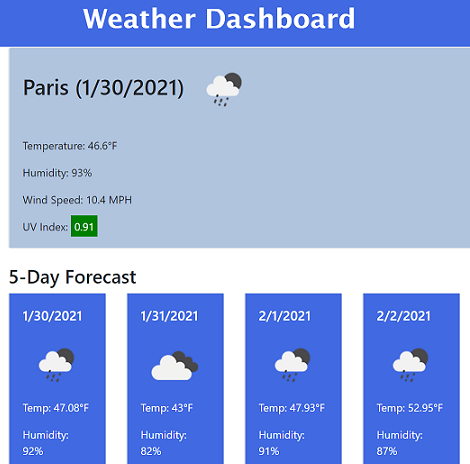 Weather Dashboard
Paris (1/30/2021)
Temperature: 46.6°F
Humidity: 93%
Wind Speed: 10.4 MPH
UV Index: 0.91
5-Day Forecast
1/30/2021
Temp: 47.08°F
Humidity:
92%
1/31/2021
Temp: 43°F
Humidity:
82%
2/1/2021
Temp: 47.93°F
Humidity:
91%
2/2/2021
Temp: 52.95°F
Humidity:
87%